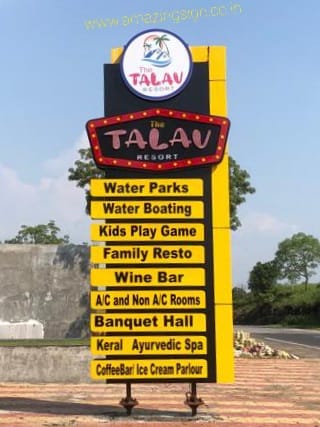 www.amazingsign.co.in
The
TALAV
RESORT
The
TALAV
RESORT
Water Parks
Water Boating
Kids Play Game
Family Resto
Wine Bar
A/C and Non A/C Rooms
Banquet Hall
Keral Ayurvedic Spa
CoffeeBar/ Ice Cream Parlour